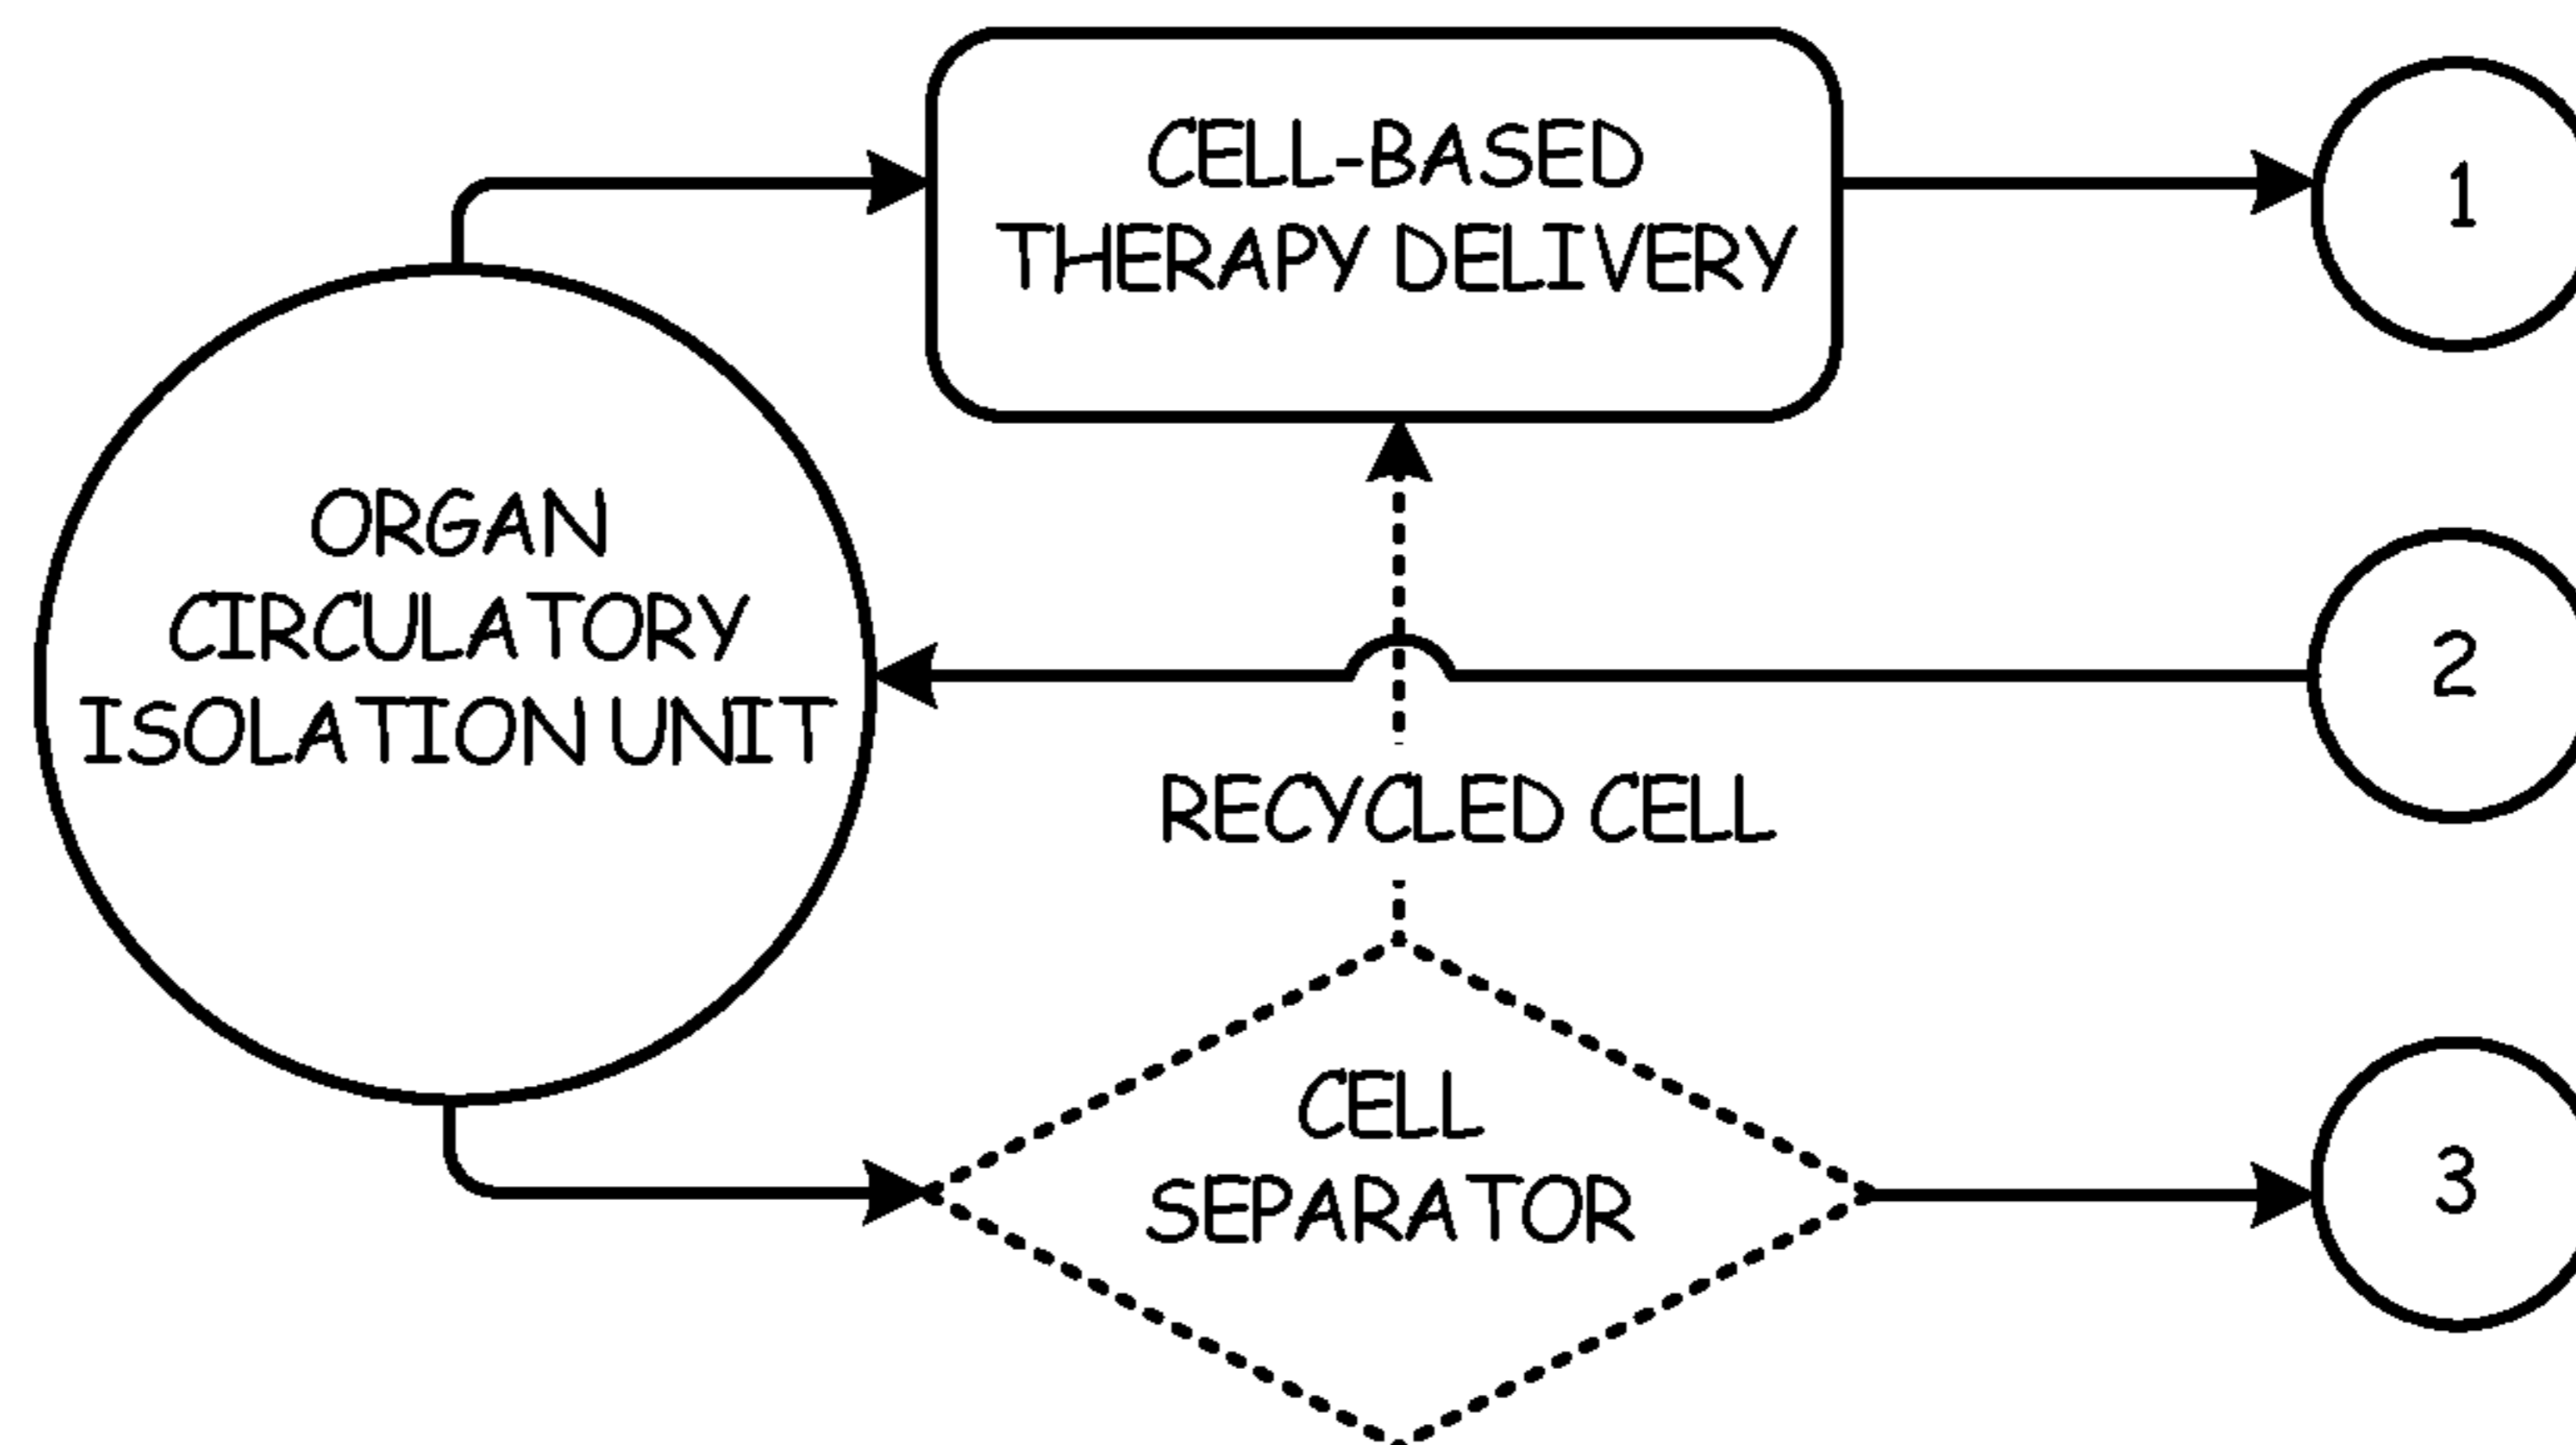 CELL-BASED
THERAPY DELIVERY
1
ORGAN
CIRCULATORY
ISOLATION UNIT
2
RECYCLED CELL
CELL
SEPARATOR
3